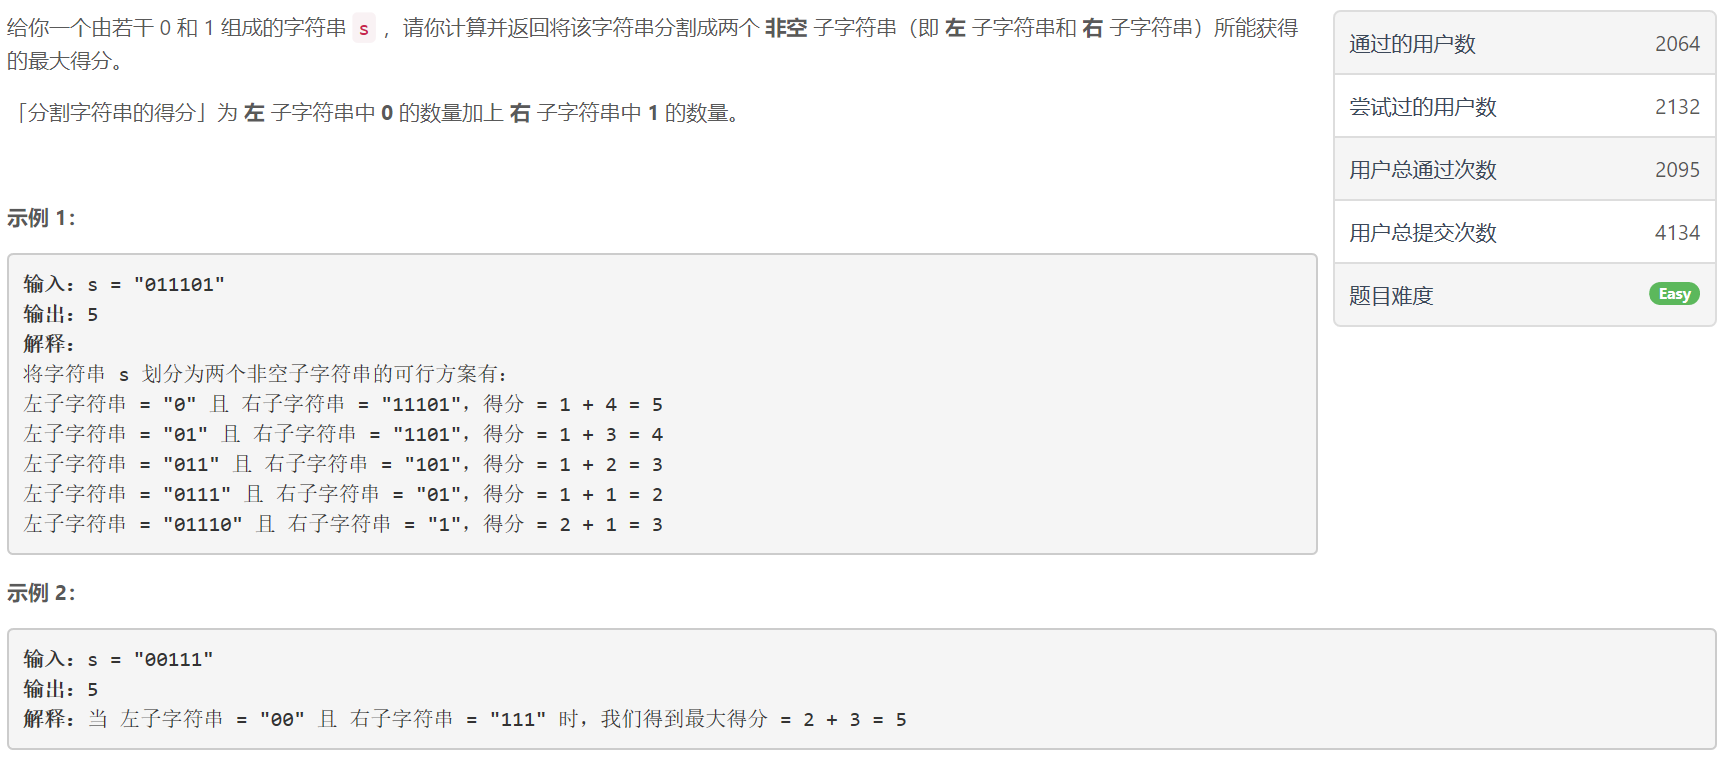 给你一个由若干 0 和 1 组成的字符串 s ，请你计算并返回将该字符串分割成两个 非空 子字符串（即 左 子字符串和 右 子字符串）所能获得
的最大得分。
「分割字符串的得分」为 左 子字符串中 0 的数量加上 右 子字符串中 1 的数量。
示例 1：
输入：s = "011101"
输出：5
解释：
将字符串 s 划分为两个非空子字符串的可行方案有：
左子字符串 = "0" 且 右子字符串 = "11101"，得分 = 1 + 4 = 5
左子字符串 = "01" 且 右子字符串 = "1101"，得分 = 1 + 3 = 4
左子字符串 = "011" 且 右子字符串 = "101"，得分 = 1 + 2 = 3
左子字符串 = "0111" 且 右子字符串 = "01"，得分 = 1 + 1 = 2
左子字符串 = "01110" 且 右子字符串 = "1"，得分 = 2 + 1 = 3
示例 2：
输入：s = "00111"
输出：5
解释：当 左子字符串 = "00" 且 右子字符串 = "111" 时，我们得到最大得分 = 2 + 3 = 5
通过的用户数 2064
尝试过的用户数 2132
用户总通过次数 2095
用户总提交次数 4134
题目难度 Easy